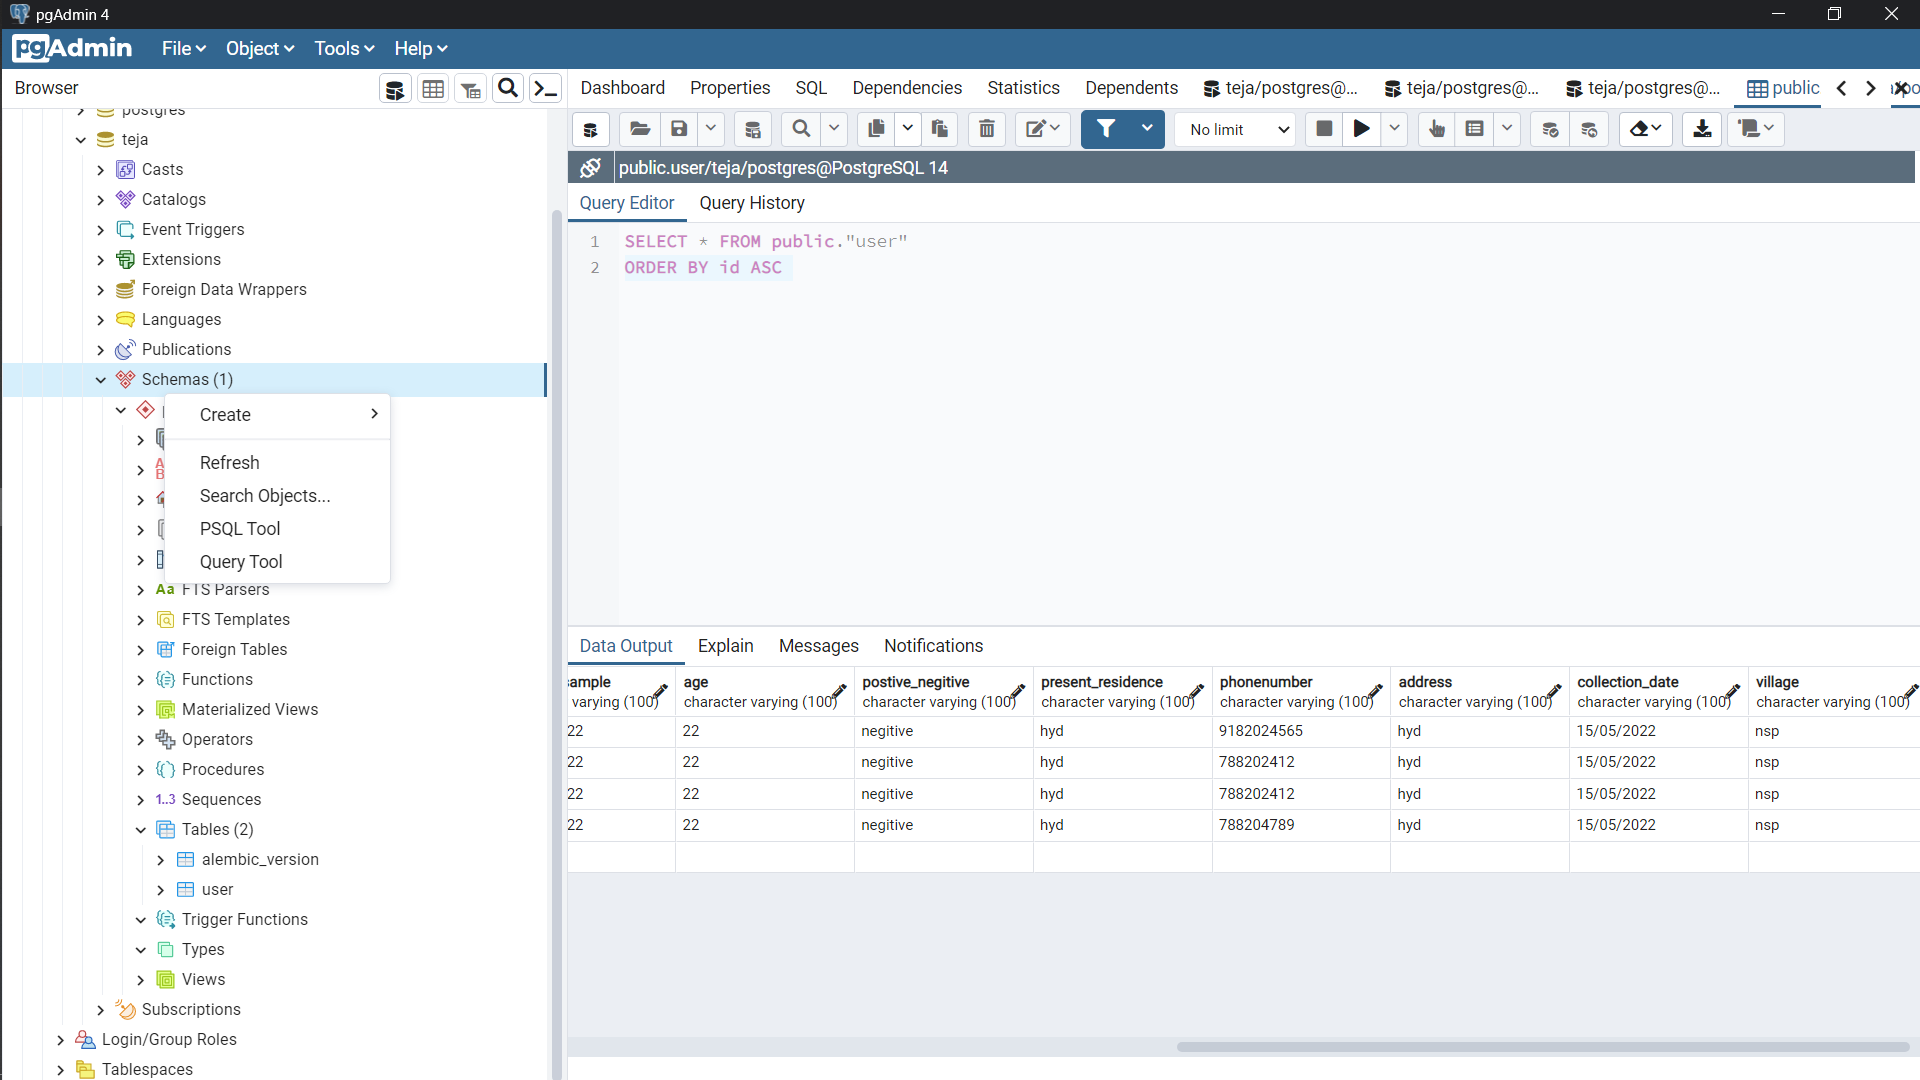 pgAdmin 4
pgAdmin File Object Tools Help
Browser
postgres
teja
Casts
Catalogs
Event Triggers
Extensions
Foreign Data Wrappers
Languages
Publications
Schemas (1)
Create
Refresh
Search Objects...
PSQL Tool
Query Tool
Aa FTS Parsers
FTS Templates
Foreign Tables
Functions
Materialized Views
Operators
Procedures
1..3 Sequences
Tables (2)
alembic_version
user
Trigger Functions
Types
Views
Subscriptions
Login/Group Roles
Tablespaces
Dashboard Properties SQL Dependencies Statistics Dependents teja/postgres@... teja/postgres@... teja/postgres@... public
No limit
public.user/teja/postgres@PostgreSQL 14
Query Editor Query History
1 SELECT * FROM public."user"
2 ORDER BY id ASC
Data Output Explain Messages Notifications
ample age postive_negitive present_residence phonenumber address collection_date village
varying (100) character varying (100) character varying (100) character varying (100) character varying (100) character varying (100) character varying (100) character varying (100)
22 22 negitive hyd 9182024565 hyd 15/05/2022 nsp
22 22 negitive hyd 788202412 hyd 15/05/2022 nsp
22 22 negitive hyd 788202412 hyd 15/05/2022 nsp
22 22 negitive hyd 788204789 hyd 15/05/2022 nsp